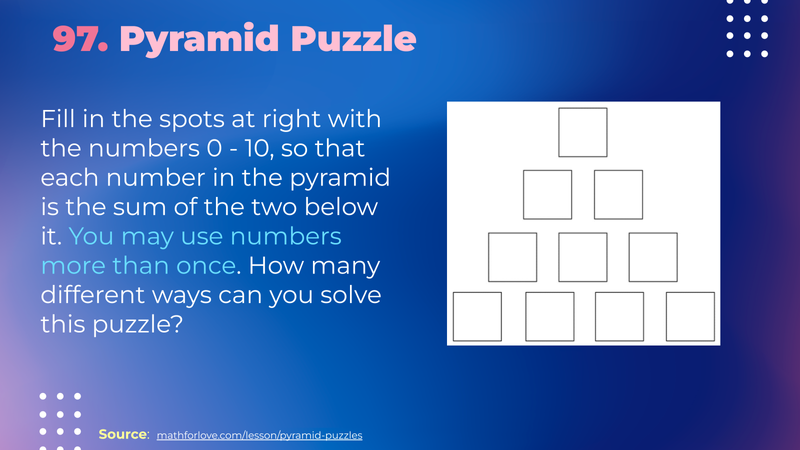 97. Pyramid Puzzle
Fill in the spots at right with
the numbers 0 - 10, so that
each number in the pyramid
is the sum of the two below
it. You may use numbers
more than once. How many
different ways can you solve
this puzzle?
Source: mathforlove.com/lesson/pyramid-puzzles